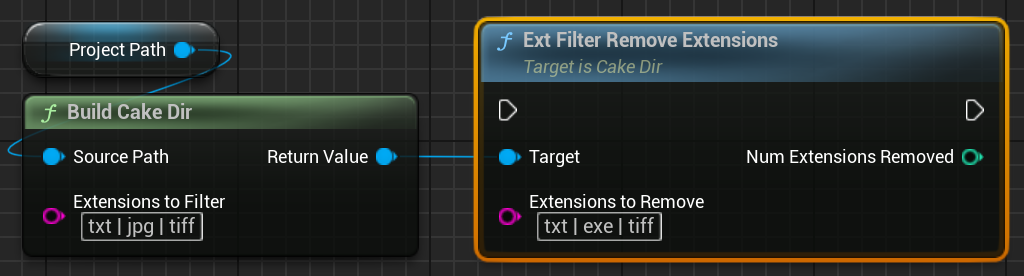 Project Path
Build Cake Dir
Source Path
Return Value
Extensions to Filter
txt | jpg | tiff
Ext Filter Remove Extensions
Target is Cake Dir
Target
Num Extensions Removed
Extensions to Remove
txt | exe | tiff